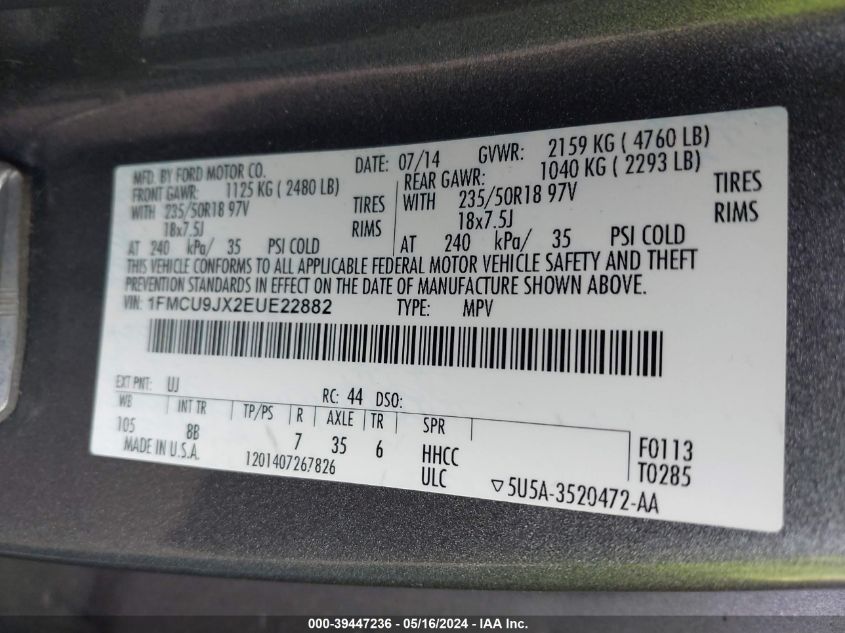 MFD. BY FORD MOTOR CO. DATE: 07/14 GVWR: 2159 KG ( 4760 LB)
FRONT GAWR: 1125 KG ( 2480 LB) REAR GAWR: 1040 KG ( 2293 LB)
WITH 235/50R18 97V TIRES WITH 235/50R18 97V TIRES
18x7.5J RIMS 18x7.5J RIMS
AT 240 kPa/ 35 PSI COLD AT 240 kPa/ 35 PSI COLD
THIS VEHICLE CONFORMS TO ALL APPLICABLE FEDERAL MOTOR VEHICLE SAFETY AND THEFT
PREVENTION STANDARDS IN EFFECT ON THE DATE OF MANUFACTURE SHOWN ABOVE.
VIN: 1FMCU9JX2EUE22882 TYPE: MPV
EXT PNT: UJ RC: 44 DSO:
WB INT TR TP/PS R AXLE TR SPR
105 8B 7 35 6 HHCC F0113
MADE IN U.S.A. 1201407267826 ULC T0285
▽5U5A-3520472-AA
000-39447236 - 05/16/2024 - IAA Inc.